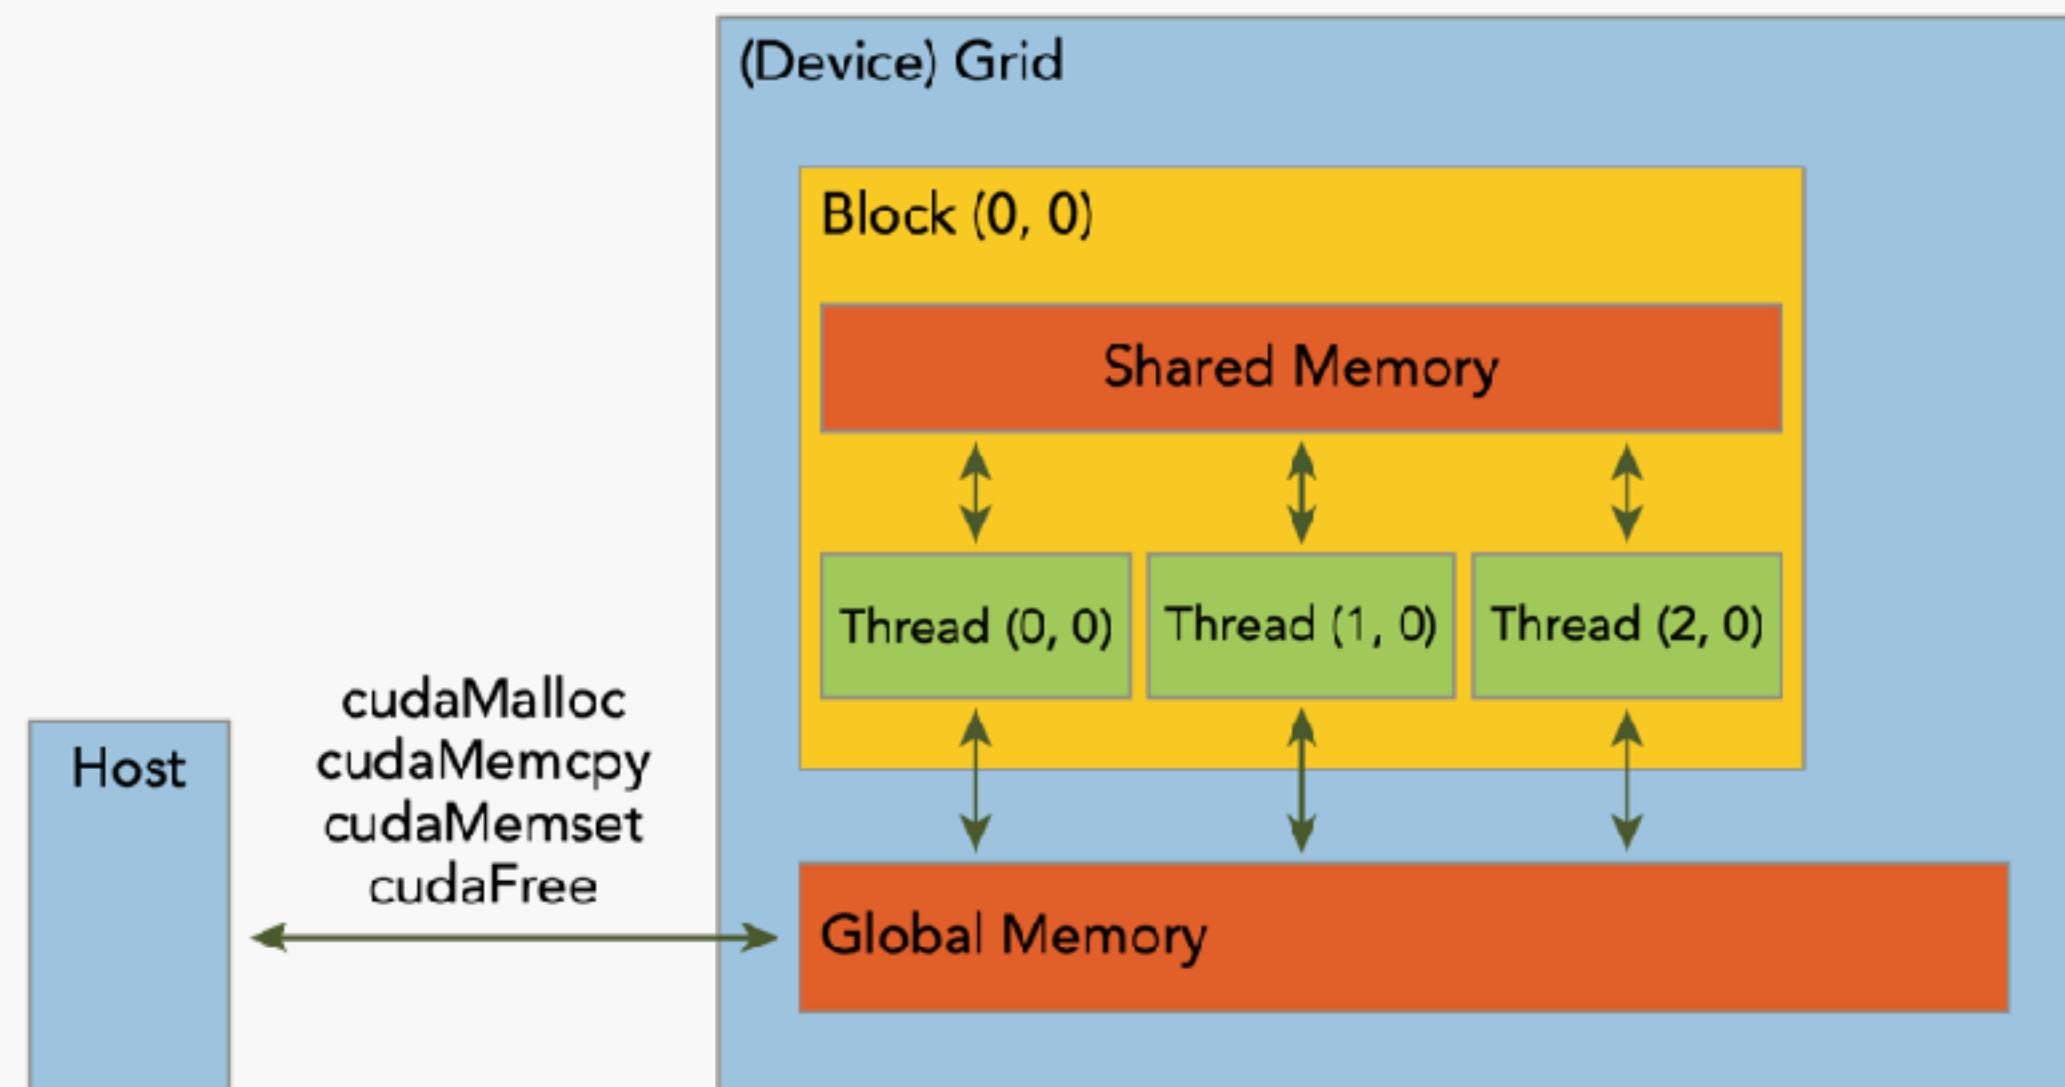 (Device) Grid
Block (0, 0)
Shared Memory
Thread (0, 0)
Thread (1, 0)
Thread (2, 0)
cudaMalloc
cudaMemcpy
cudaMemset
cudaFree
Host
Global Memory